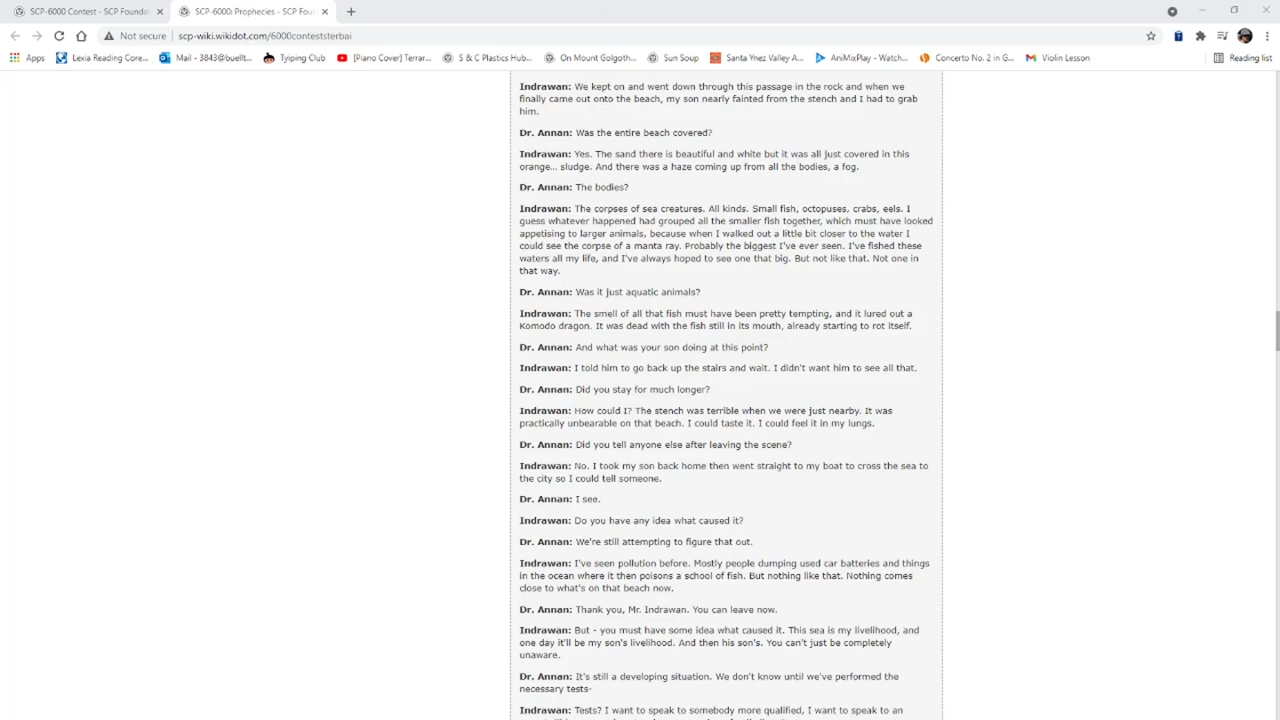 SCP-6000 Contest - SCP Foundati
SCP-6000: Prophecies - SCP Fou
Not secure
scp-wiki.wikidot.com/6000conteststerbai
Apps
Lexia Reading Core...
Mail - 3843@buellt...
Typing Club
[Piano Cover] Terrar...
S & C Plastics Hub...
On Mount Golgoth...
Sun Soup
Santa Ynez Valley A...
AniMixPlay - Watch...
Concerto No. 2 in G...
Violin Lesson
Reading list
Indrawan: We kept on and went down through this passage in the rock and when we
finally came out onto the beach, my son nearly fainted from the stench and I had to grab
him.
Dr. Annan: Was the entire beach covered?
Indrawan: Yes. The sand there is beautiful and white but it was all just covered in this
orange... sludge. And there was a haze coming up from all the bodies, a fog.
Dr. Annan: The bodies?
Indrawan: The corpses of sea creatures. All kinds. Small fish, octopuses, crabs, eels. I
guess whatever happened had grouped all the smaller fish together, which must have looked
appetising to larger animals, because when I walked out a little bit closer to the water I
could see the corpse of a manta ray. Probably the biggest I've ever seen. I've fished these
waters all my life, and I've always hoped to see one that big. But not like that. Not one in
that way.
Dr. Annan: Was it just aquatic animals?
Indrawan: The smell of all that fish must have been pretty tempting, and it lured out a
Komodo dragon. It was dead with the fish still in its mouth, already starting to rot itself.
Dr. Annan: And what was your son doing at this point?
Indrawan: I told him to go back up the stairs and wait. I didn't want him to see all that.
Dr. Annan: Did you stay for much longer?
Indrawan: How could I? The stench was terrible when we were just nearby. It was
practically unbearable on that beach. I could taste it. I could feel it in my lungs.
Dr. Annan: Did you tell anyone else after leaving the scene?
Indrawan: No. I took my son back home then went straight to my boat to cross the sea to
the city so I could tell someone.
Dr. Annan: I see.
Indrawan: Do you have any idea what caused it?
Dr. Annan: We're still attempting to figure that out.
Indrawan: I've seen pollution before. Mostly people dumping used car batteries and things
in the ocean where it then poisons a school of fish. But nothing like that. Nothing comes
close to what's on that beach now.
Dr. Annan: Thank you, Mr. Indrawan. You can leave now.
Indrawan: But - you must have some idea what caused it. This sea is my livelihood, and
one day it'll be my son's livelihood. And then his son's. You can't just be completely
unaware.
Dr. Annan: It's still a developing situation. We don't know until we've performed the
necessary tests-
Indrawan: Tests? I want to speak to somebody more qualified, I want to speak to an